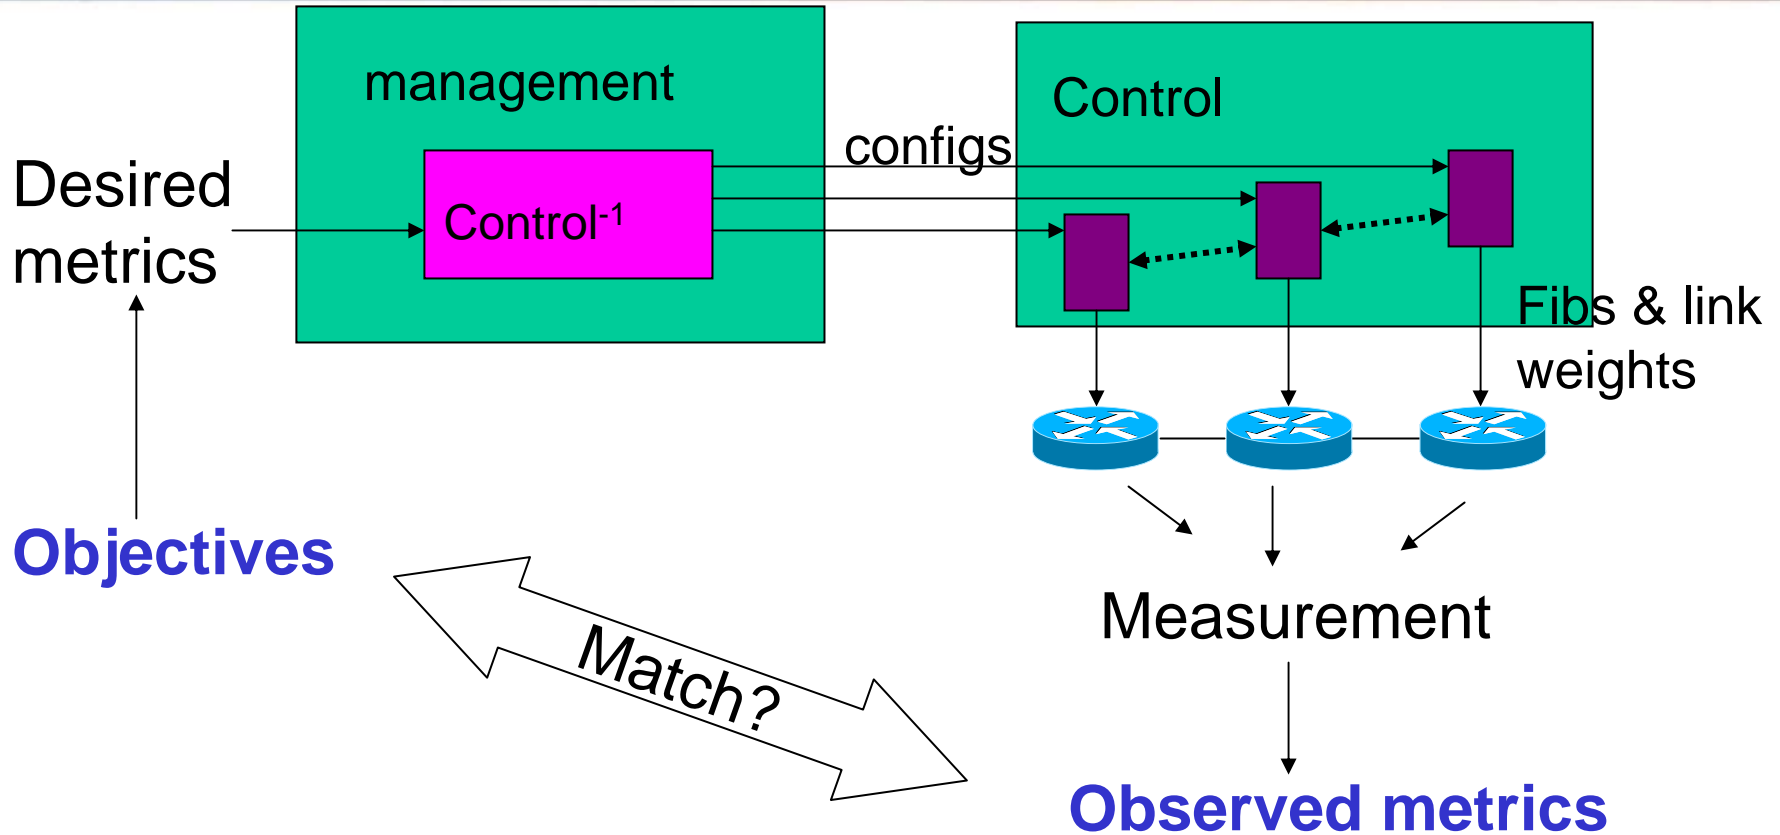 management
Control
configs
Desired
metrics
Control⁻¹
Fibs & link
weights
Objectives
Match?
Measurement
Observed metrics